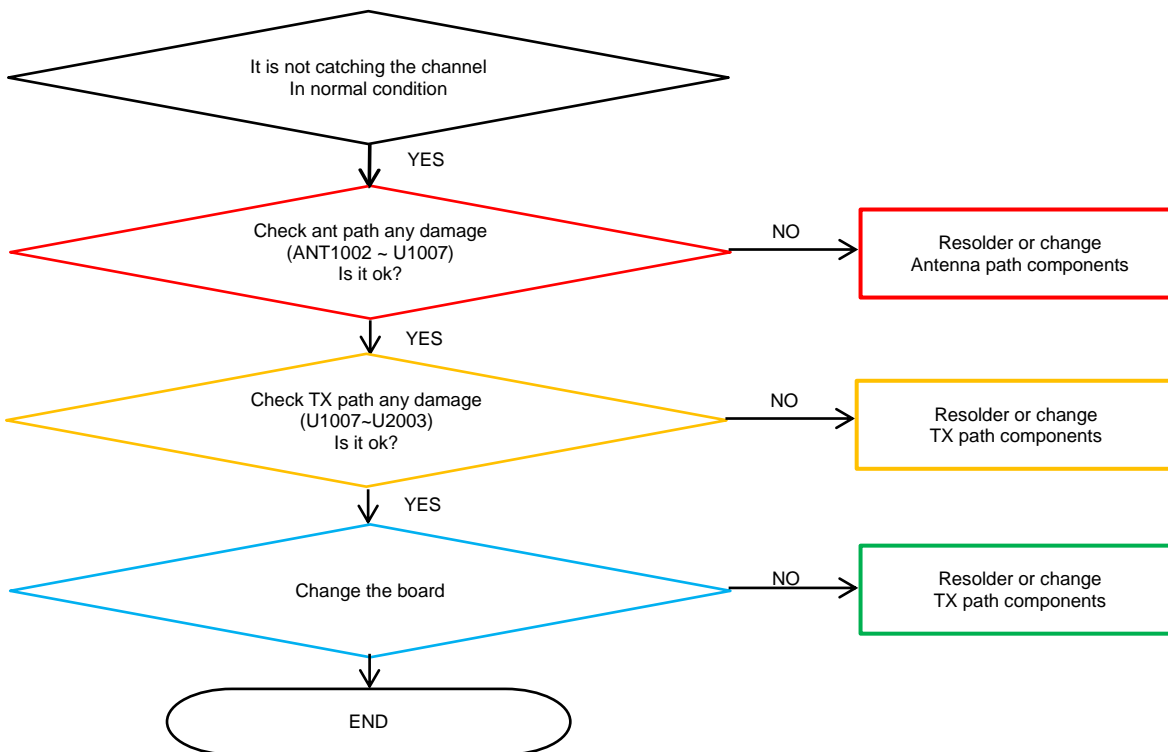 It is not catching the channel
In normal condition
YES
Check ant path any damage
(ANT1002 ~ U1007)
Is it ok?
NO
Resolder or change
Antenna path components
YES
Check TX path any damage
(U1007~U2003)
Is it ok?
NO
Resolder or change
TX path components
YES
Change the board
NO
Resolder or change
TX path components
END